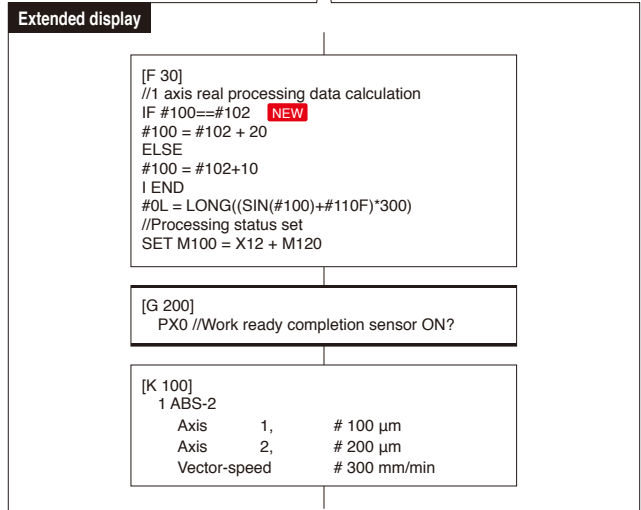 Extended display
[F 30]
//1 axis real processing data calculation
IF #100==#102 NEW
#100 = #102 + 20
ELSE
#100 = #102+10
I END
#0L = LONG((SIN(#100)+#110F)*300)
//Processing status set
SET M100 = X12 + M120
[G 200]
PX0 //Work ready completion sensor ON?
[K 100]
1 ABS-2
Axis 1, # 100 µm
Axis 2, # 200 µm
Vector-speed # 300 mm/min